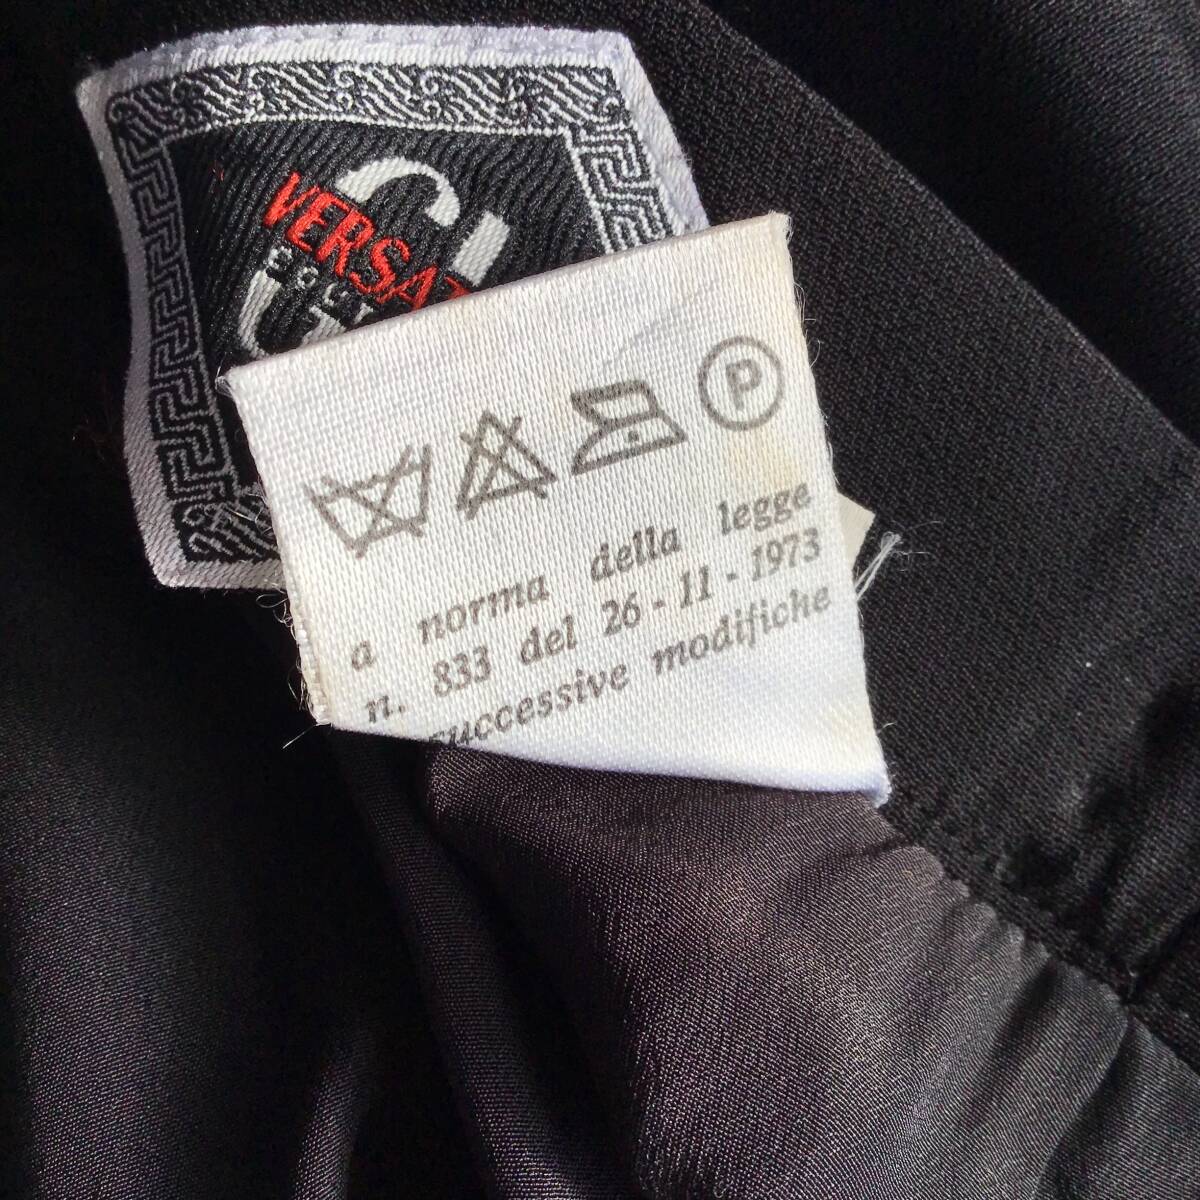 VERSA
P
a norma della legge
n. 833 del 26-11-1973
successive modifiche